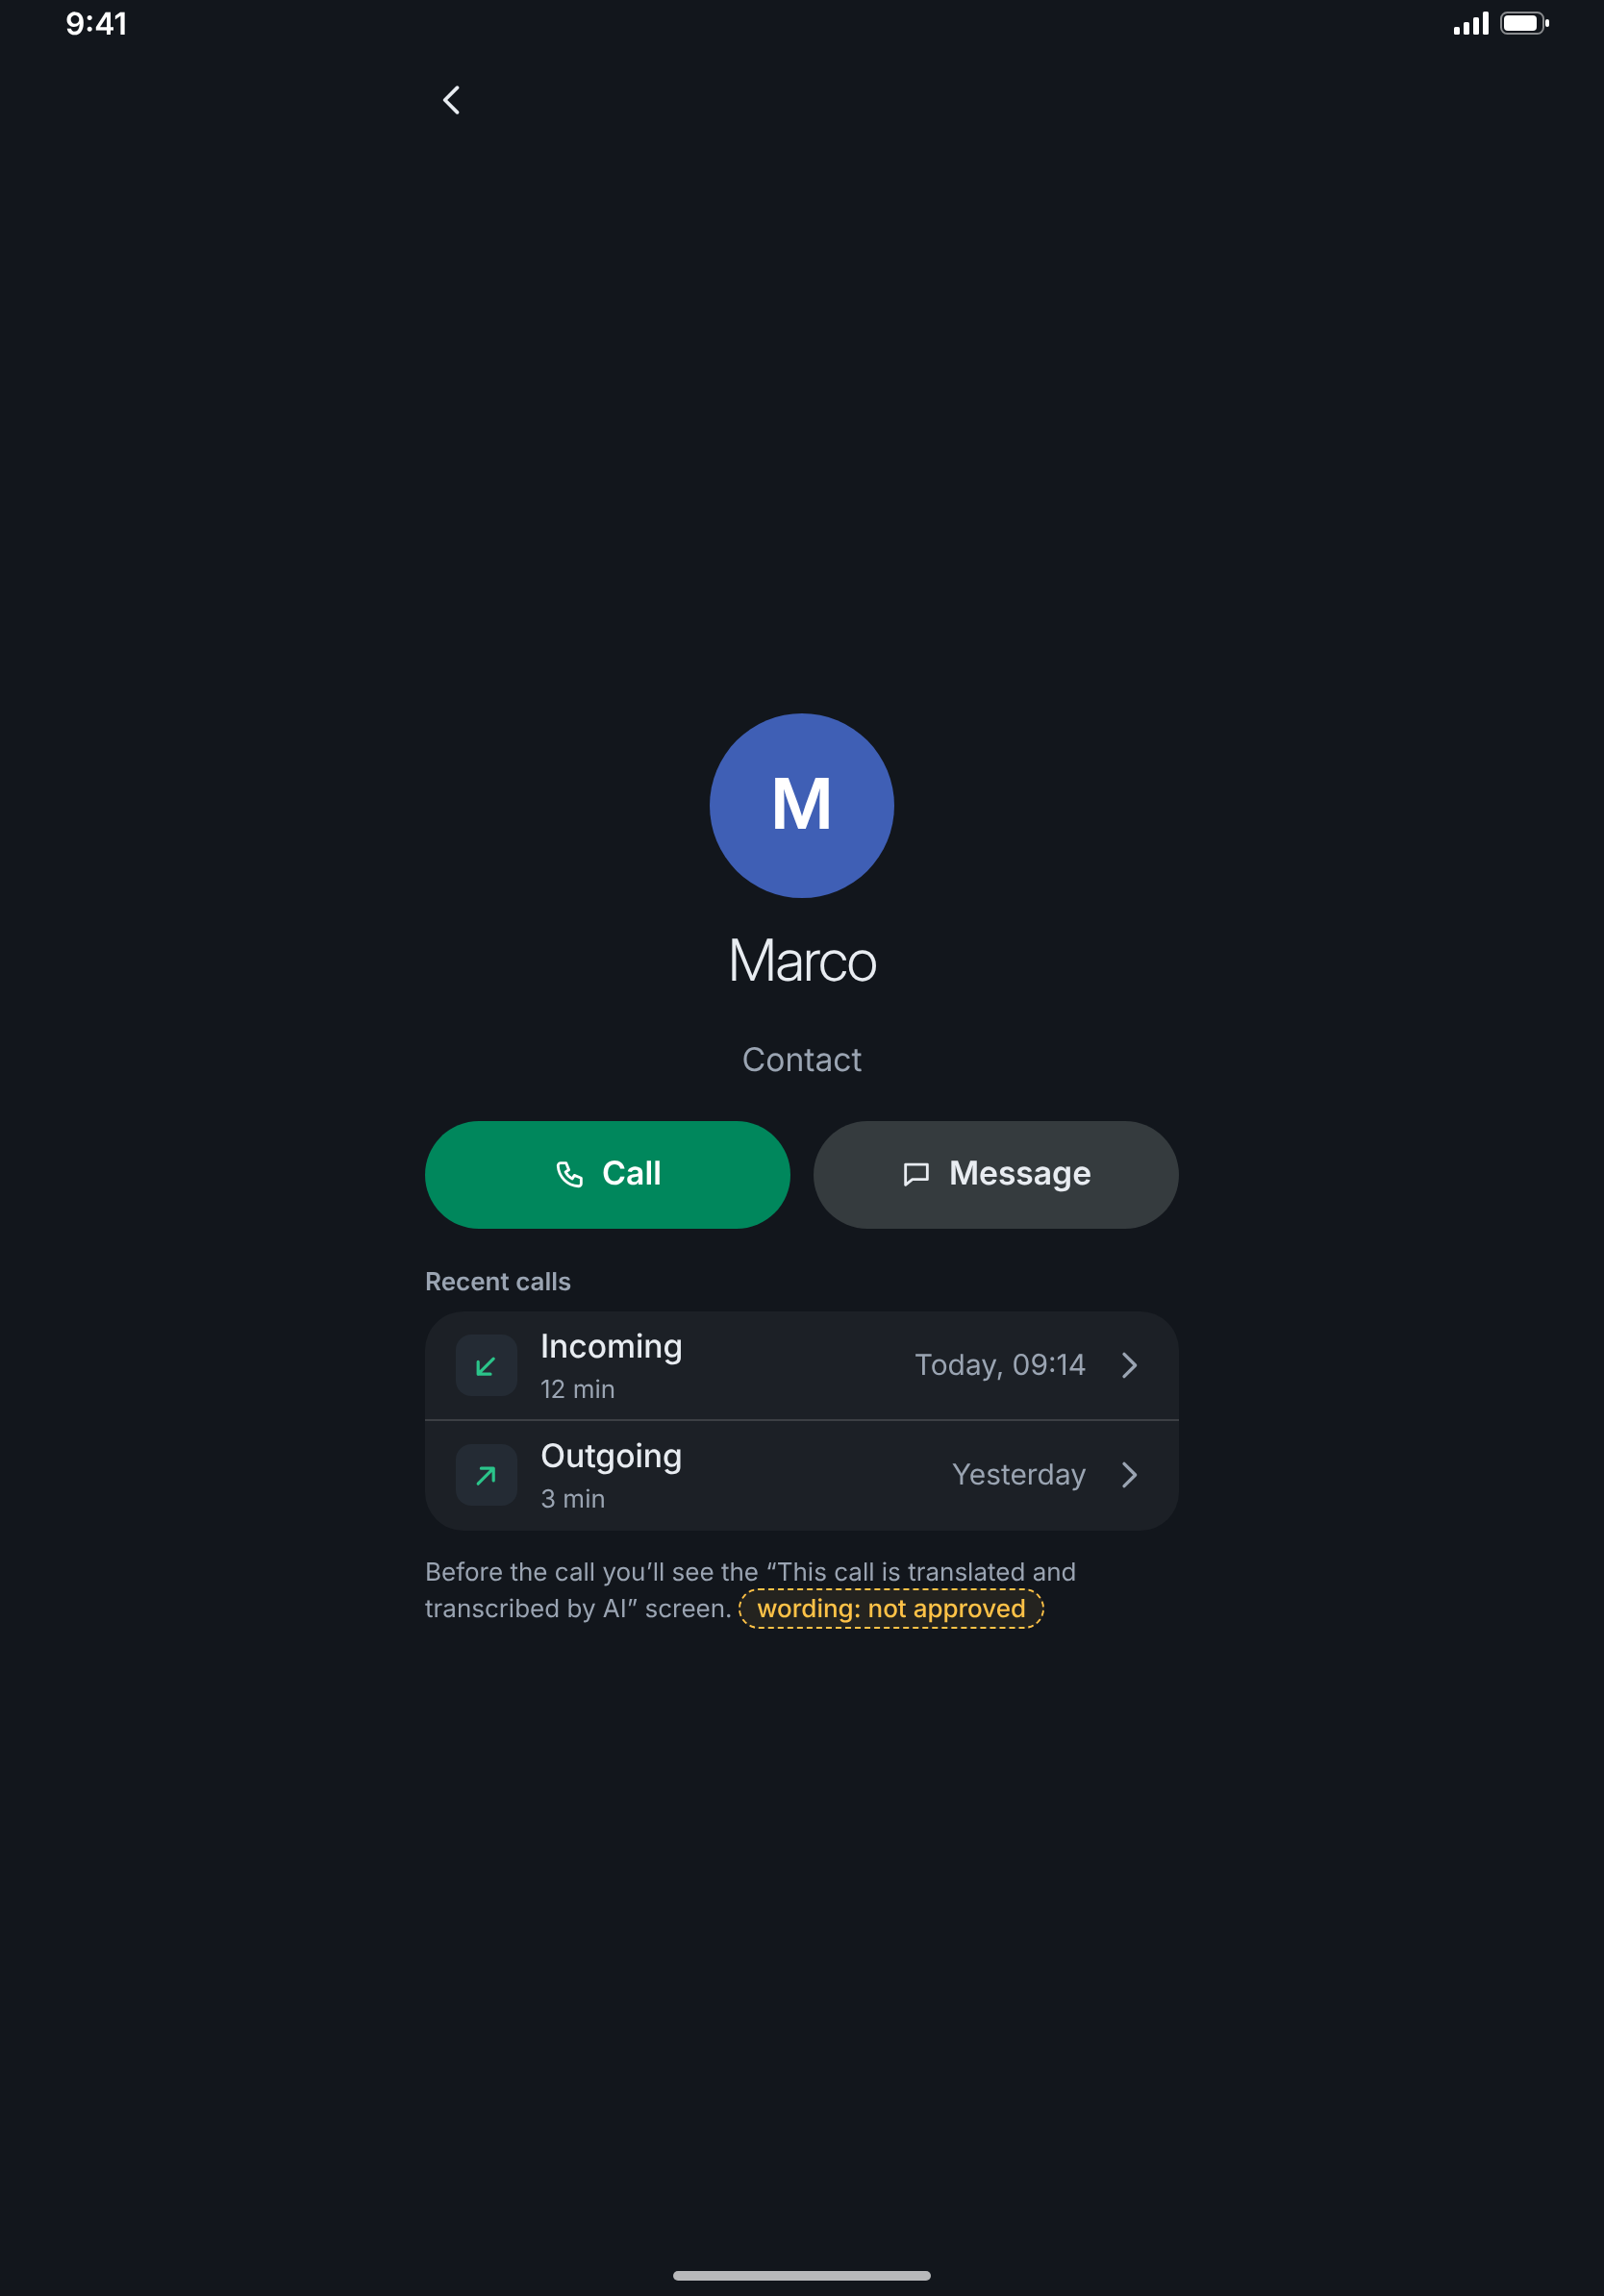 9:41
M
Marco
Contact
Call
Message
Recent calls
Incoming
12 min
Today, 09:14
Outgoing
3 min
Yesterday
Before the call you’ll see the “This call is translated and
transcribed by AI” screen. wording: not approved